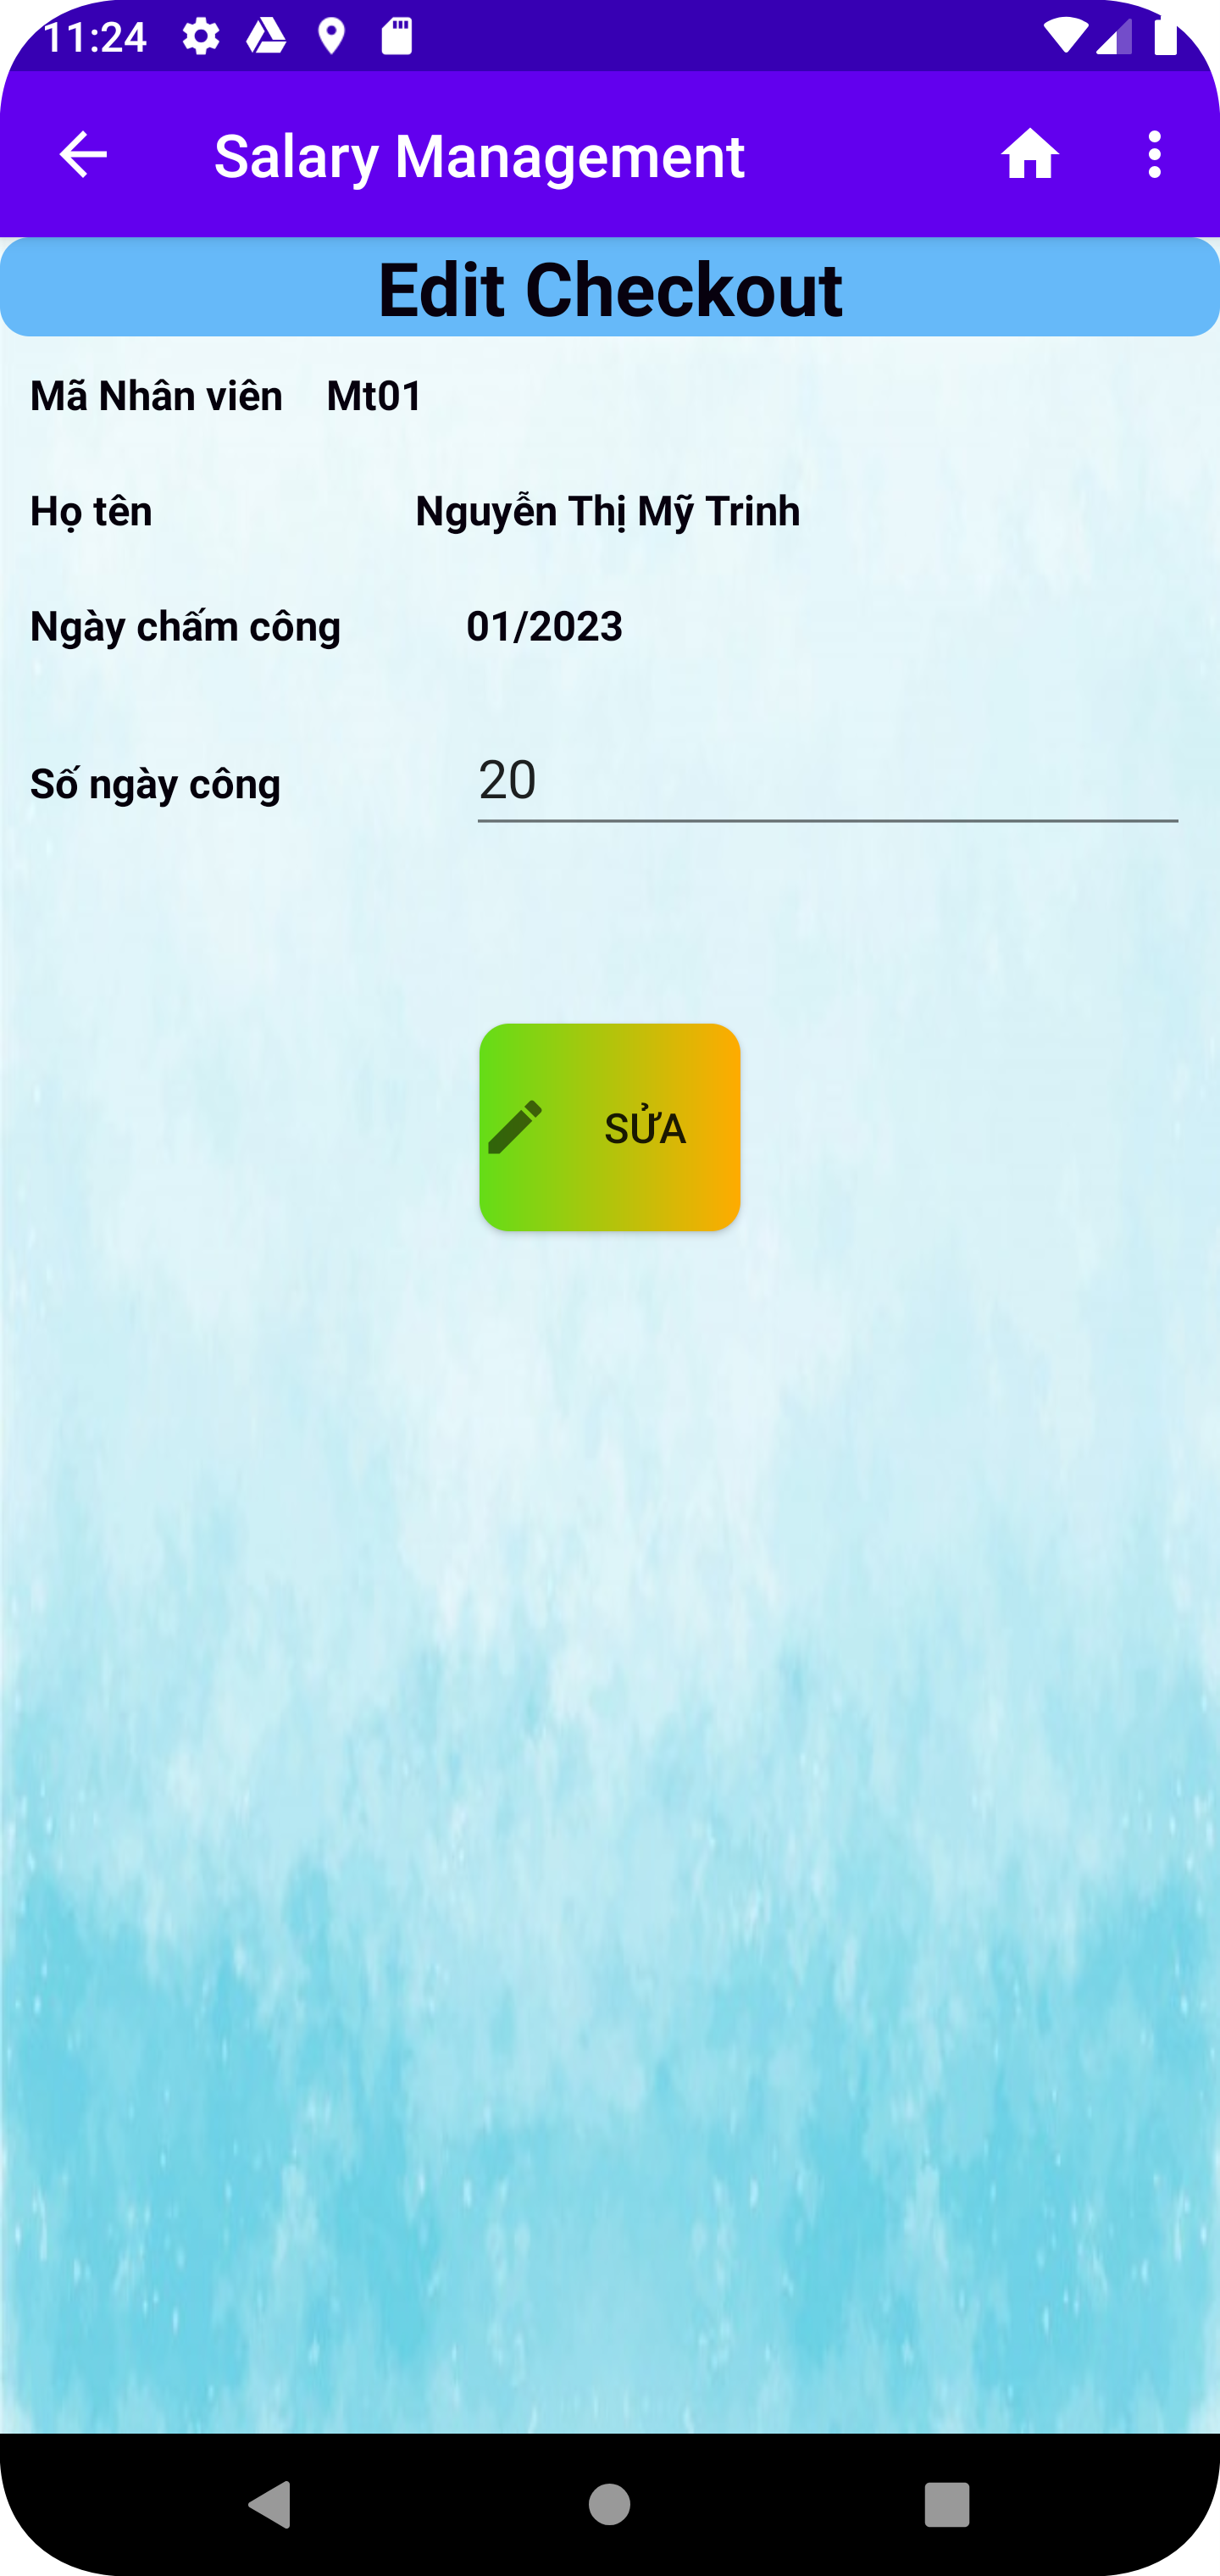 11:24
Salary Management
Edit Checkout
Mã Nhân viên Mt01
Họ tên Nguyễn Thị Mỹ Trinh
Ngày chấm công 01/2023
Số ngày công 20
SỬA